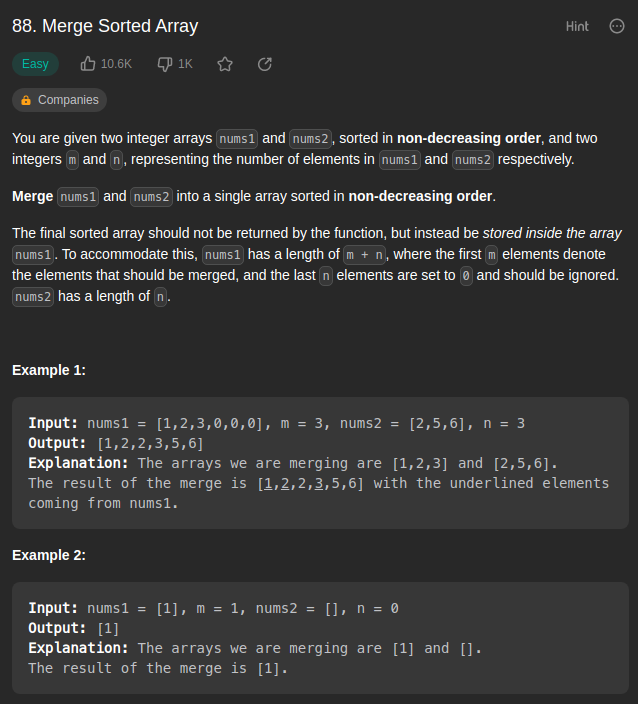 88. Merge Sorted Array
Hint
Easy 10.6K 1K
Companies
You are given two integer arrays nums1 and nums2, sorted in non-decreasing order, and two
integers m and n, representing the number of elements in nums1 and nums2 respectively.
Merge nums1 and nums2 into a single array sorted in non-decreasing order.
The final sorted array should not be returned by the function, but instead be stored inside the array
nums1. To accommodate this, nums1 has a length of m + n, where the first m elements denote
the elements that should be merged, and the last n elements are set to 0 and should be ignored.
nums2 has a length of n.
Example 1:
Input: nums1 = [1,2,3,0,0,0], m = 3, nums2 = [2,5,6], n = 3
Output: [1,2,2,3,5,6]
Explanation: The arrays we are merging are [1,2,3] and [2,5,6].
The result of the merge is [1,2,2,3,5,6] with the underlined elements
coming from nums1.
Example 2:
Input: nums1 = [1], m = 1, nums2 = [], n = 0
Output: [1]
Explanation: The arrays we are merging are [1] and [].
The result of the merge is [1].